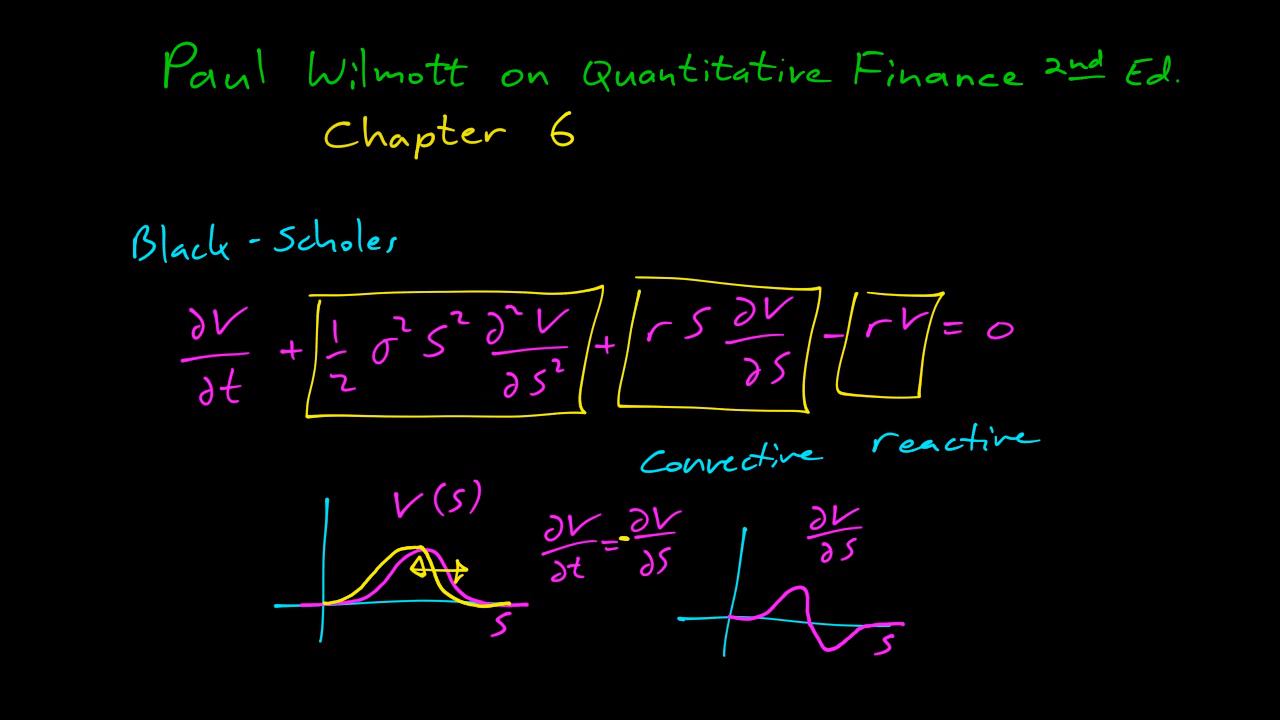 Paul Wilmott on Quantitative Finance 2nd Ed.
Chapter 6
Black - Scholes
∂V/∂t + 1/2 σ² S² ∂²V/∂S² + r S ∂V/∂S - rV = 0
Convective reactive
V(S)
∂V/∂t = -∂V/∂S
∂V/∂S
S
S